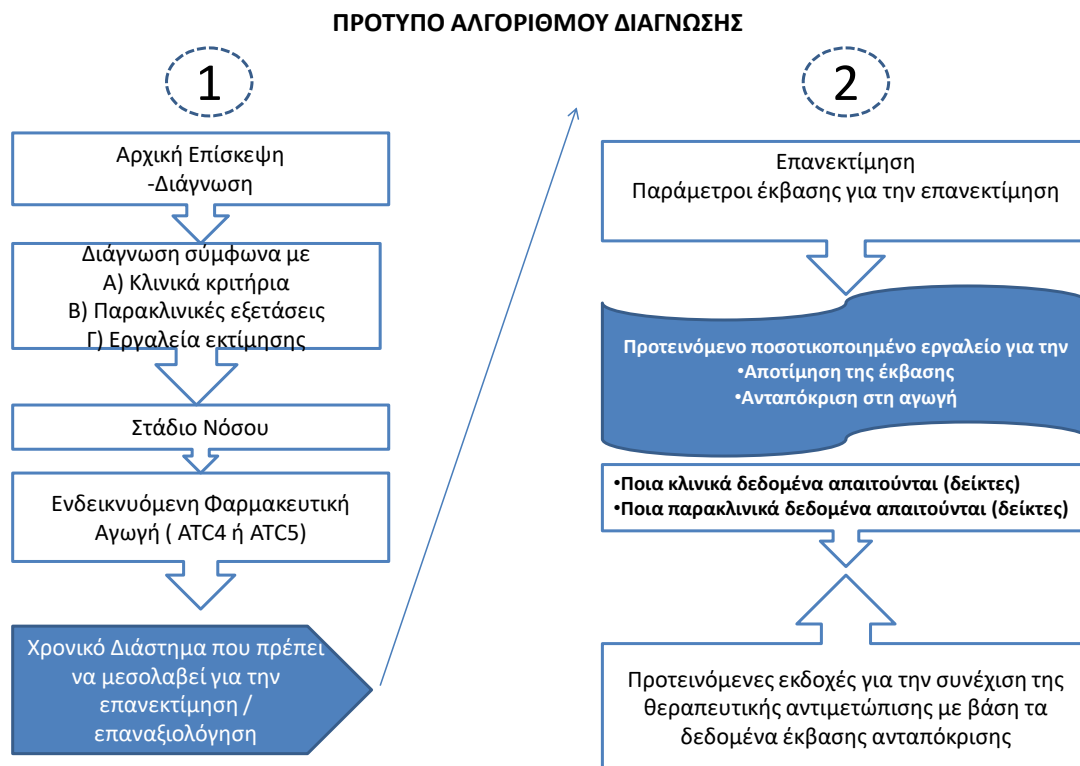 ΠΡΟΤΥΠΟ ΑΛΓΟΡΙΘΜΟΥ ΔΙΑΓΝΩΣΗΣ
1
Αρχική Επίσκεψη
-Διάγνωση
Διάγνωση σύμφωνα με
Α) Κλινικά κριτήρια
Β) Παρακλινικές εξετάσεις
Γ) Εργαλεία εκτίμησης
Στάδιο Νόσου
Ενδεικνυόμενη Φαρμακευτική
Αγωγή ( ATC4 ή ATC5)
Χρονικό Διάστημα που πρέπει
να μεσολαβεί για την
επανεκτίμηση /
επαναξιολόγηση
2
Επανεκτίμηση
Παράμετροι έκβασης για την επανεκτίμηση
Προτεινόμενο ποσοτικοποιημένο εργαλείο για την
•Αποτίμηση της έκβασης
•Ανταπόκριση στη αγωγή
•Ποια κλινικά δεδομένα απαιτούνται (δείκτες)
•Ποια παρακλινικά δεδομένα απαιτούνται (δείκτες)
Προτεινόμενες εκδοχές για την συνέχιση της
θεραπευτικής αντιμετώπισης με βάση τα
δεδομένα έκβασης ανταπόκρισης